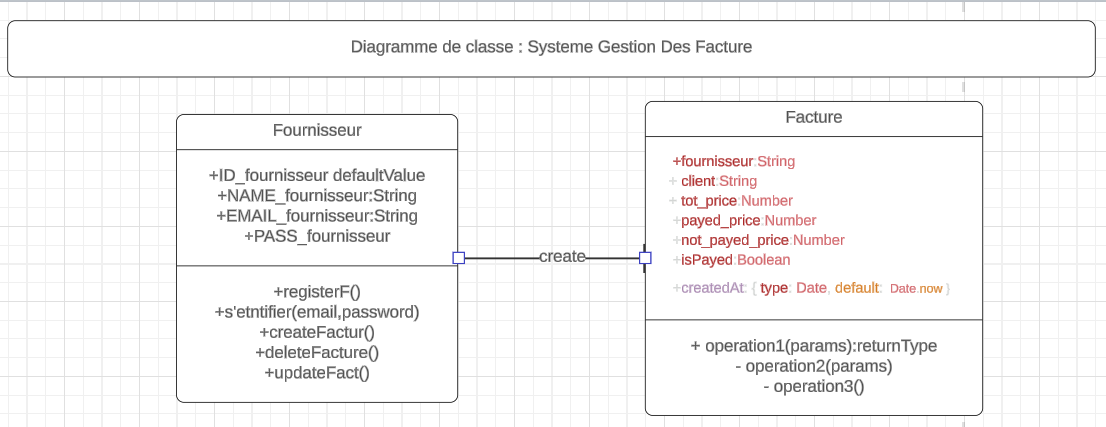 Diagramme de classe : Systeme Gestion Des Facture
Fournisseur
+ID_fournisseur defaultValue
+NAME_fournisseur:String
+EMAIL_fournisseur:String
+PASS_fournisseur
+registerF()
+s'etntifier(email,password)
+createFactur()
+deleteFacture()
+updateFact()
create
Facture
+fournisseur:String
+ client:String
+ tot_price:Number
+payed_price:Number
+not_payed_price:Number
+isPayed:Boolean
+createdAt: { type: Date, default: Date.now }
+ operation1(params):returnType
- operation2(params)
- operation3()